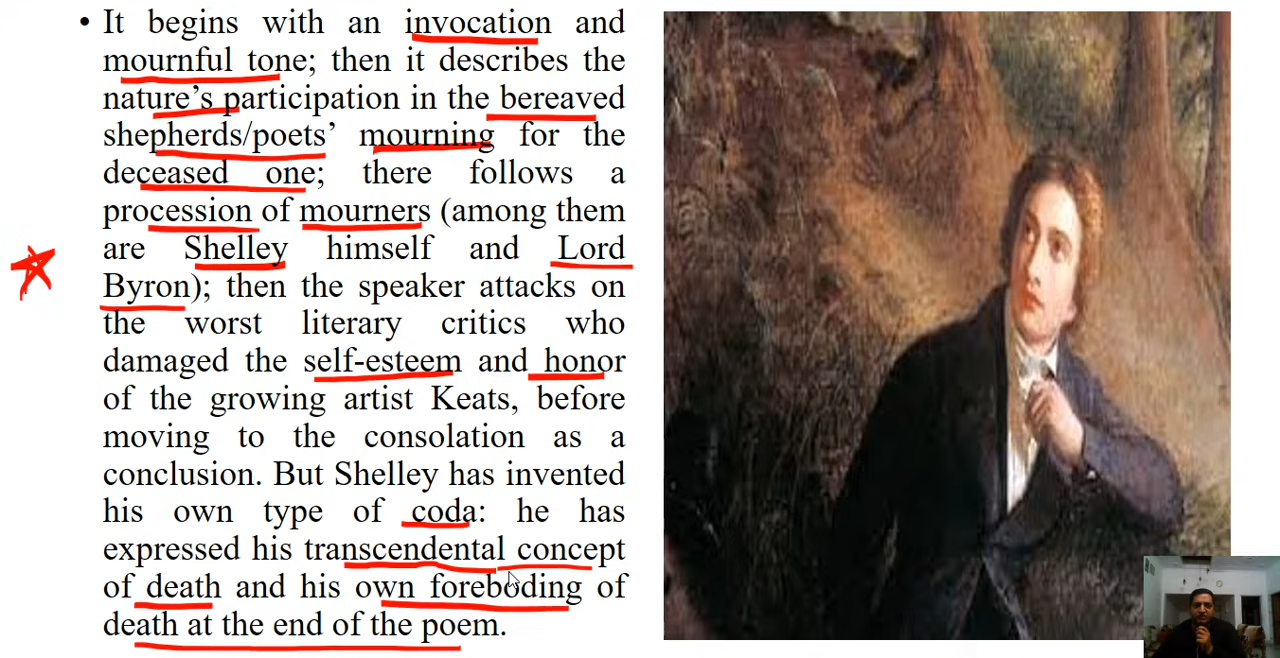 • It begins with an invocation and
mournful tone; then it describes the
nature’s participation in the bereaved
shepherds/poets’ mourning for the
deceased one; there follows a
procession of mourners (among them
are Shelley himself and Lord
Byron); then the speaker attacks on
the worst literary critics who
damaged the self-esteem and honor
of the growing artist Keats, before
moving to the consolation as a
conclusion. But Shelley has invented
his own type of coda: he has
expressed his transcendental concept
of death and his own foreboding of
death at the end of the poem.